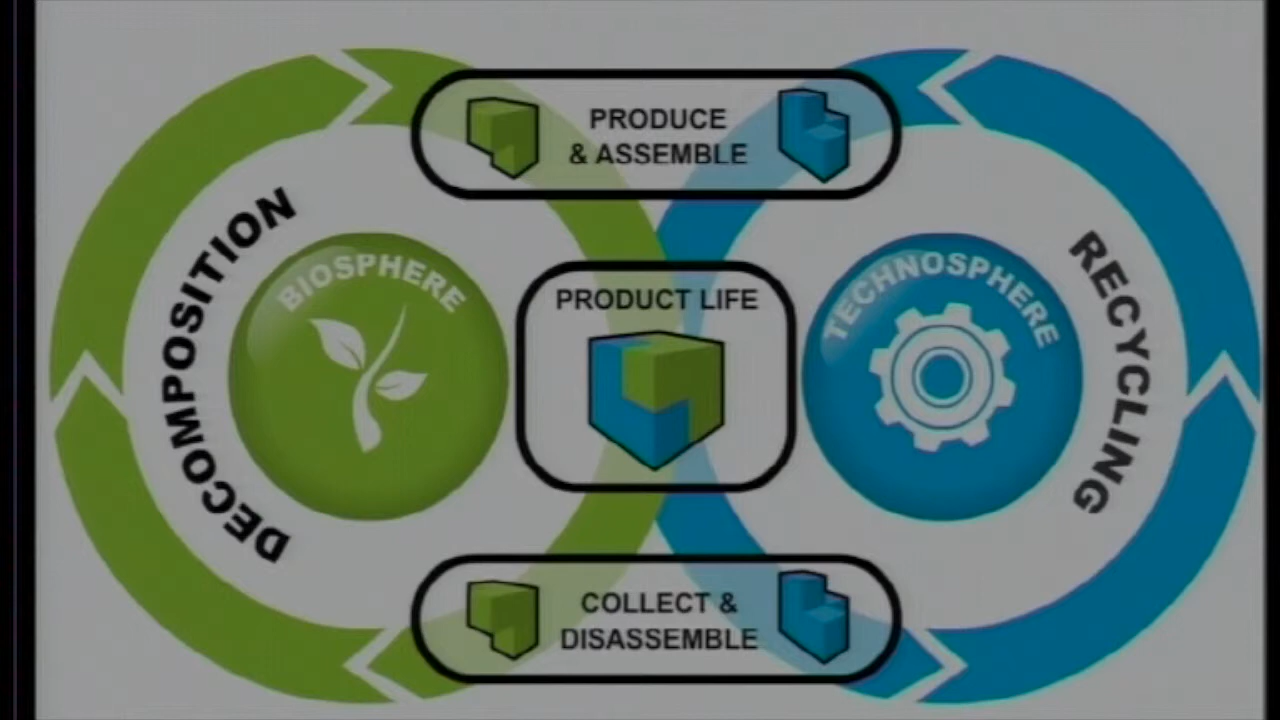 PRODUCE
& ASSEMBLE
DECOMPOSITION
BIOSPHERE
PRODUCT LIFE
TECHNOSPHERE
RECYCLING
COLLECT &
DISASSEMBLE